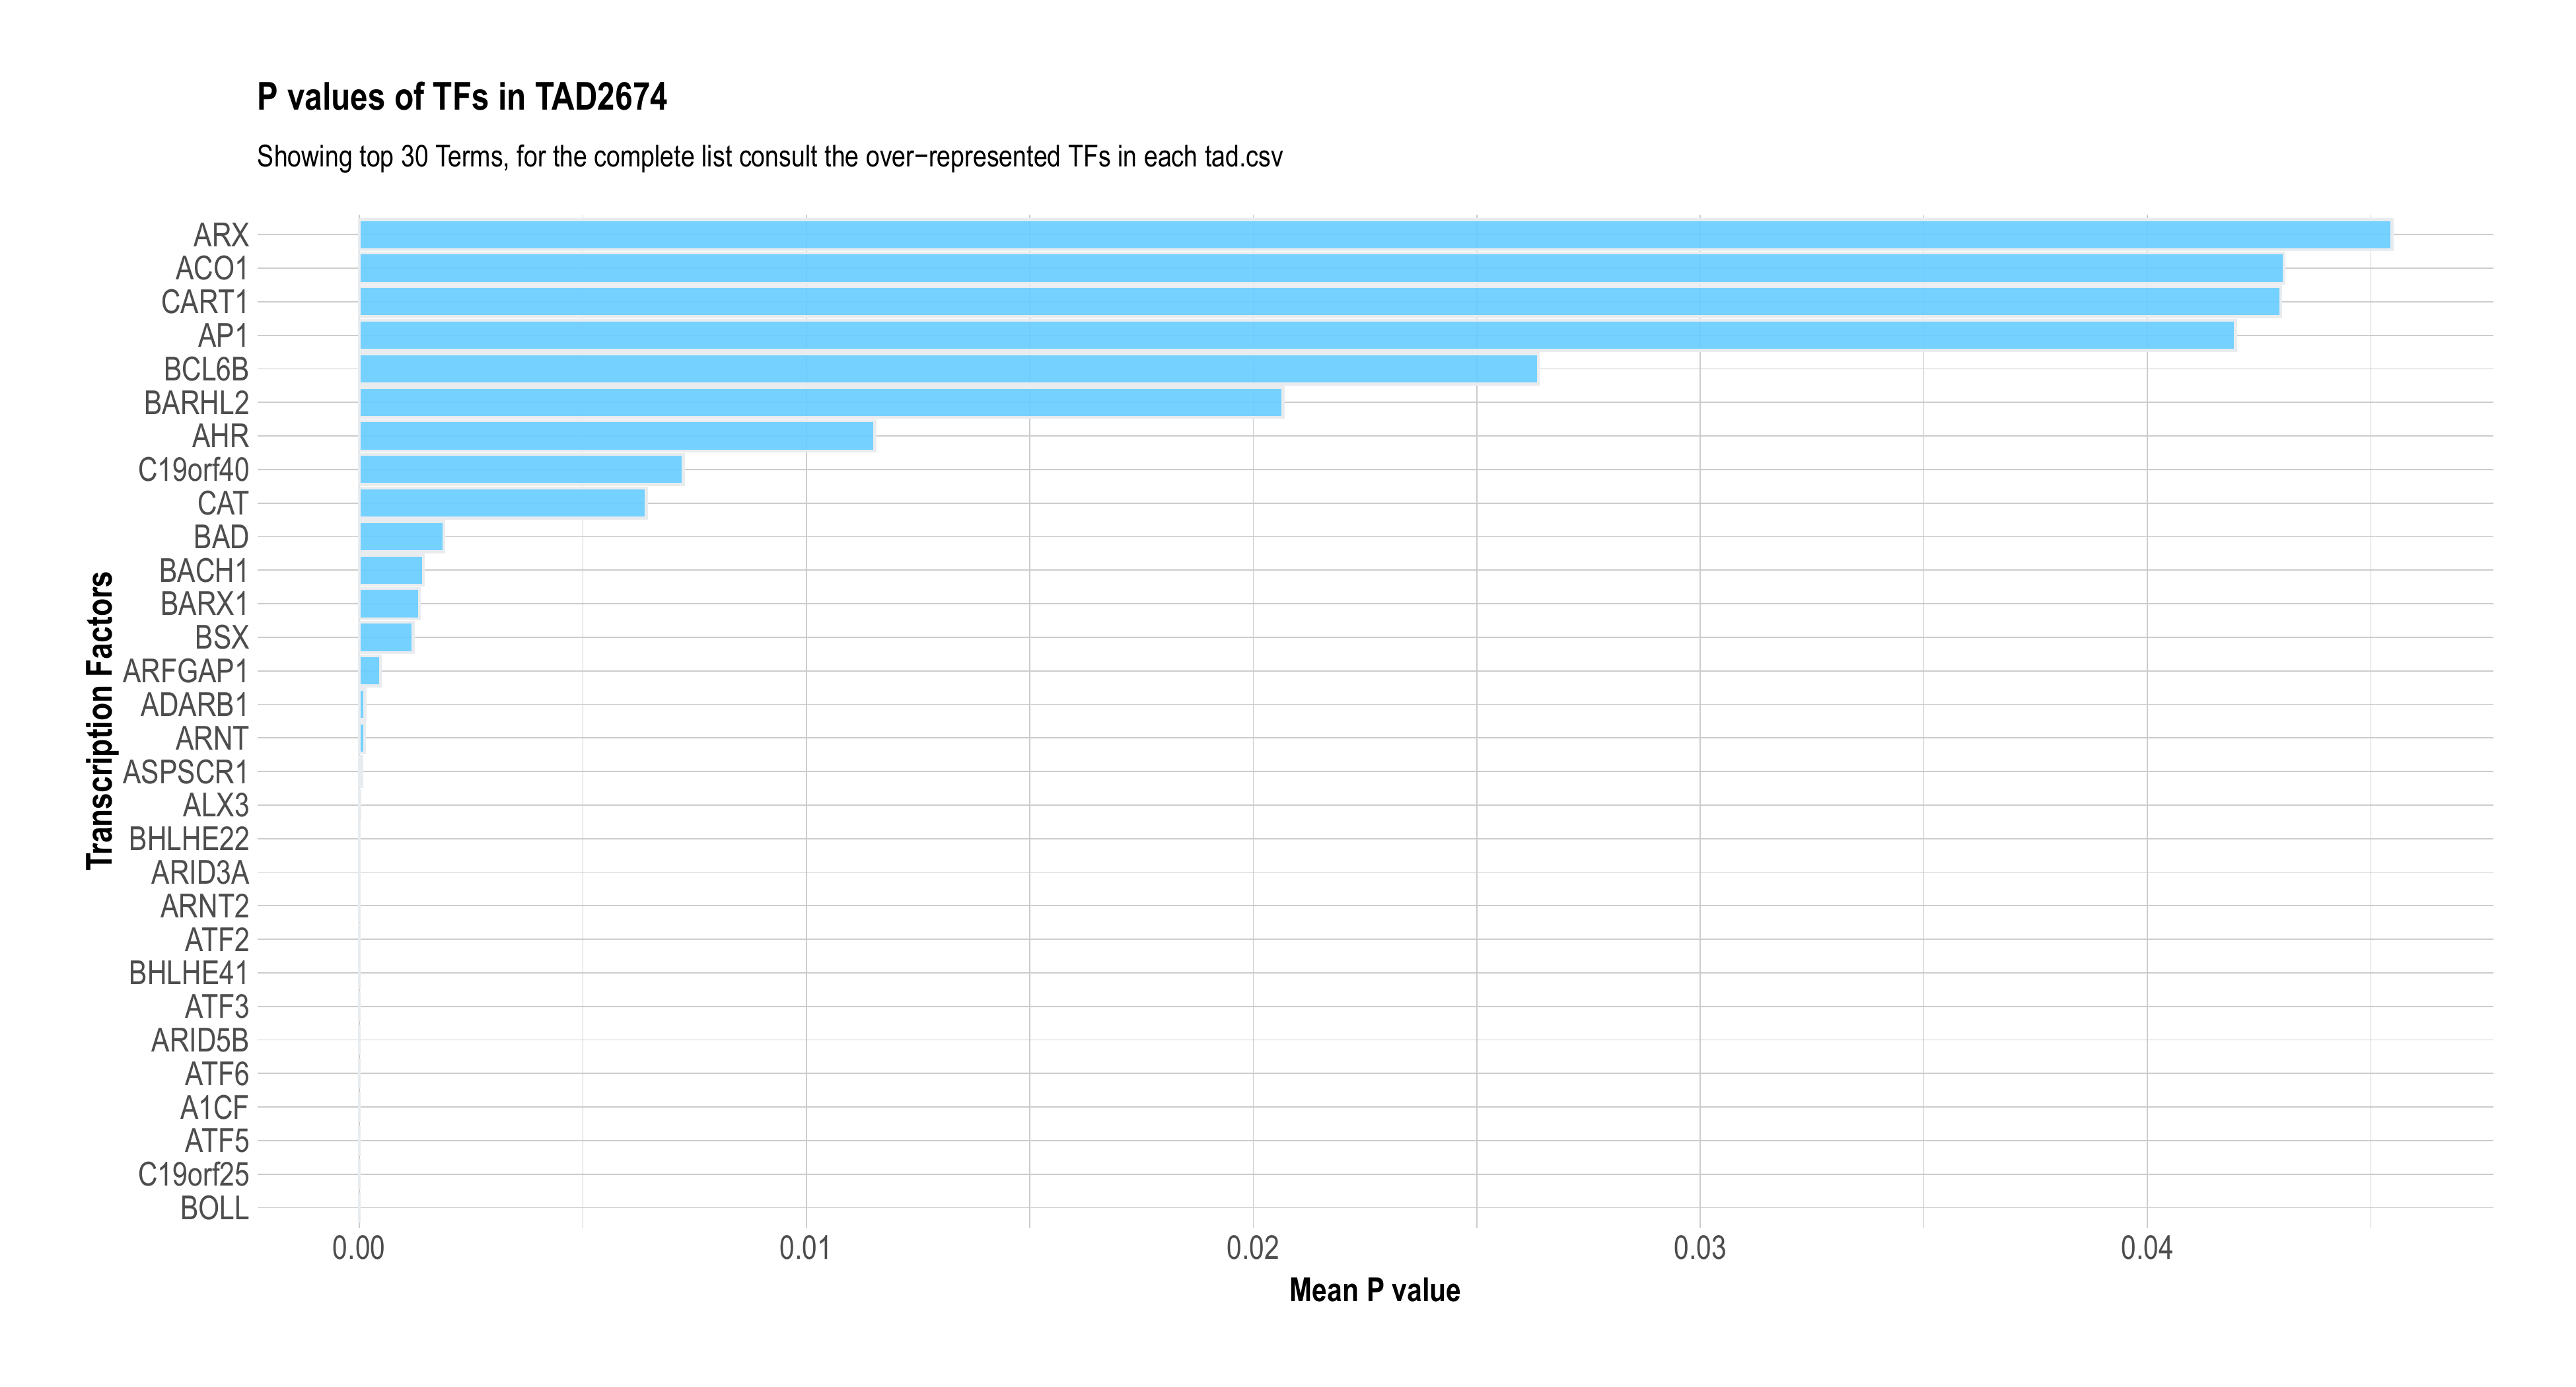 P values of TFs in TAD2674
Showing top 30 Terms, for the complete list consult the over−represented TFs in each tad.csv
Transcription Factors
ARX
ACO1
CART1
AP1
BCL6B
BARHL2
AHR
C19orf40
CAT
BAD
BACH1
BARX1
BSX
ARFGAP1
ADARB1
ARNT
ASPSCR1
ALX3
BHLHE22
ARID3A
ARNT2
ATF2
BHLHE41
ATF3
ARID5B
ATF6
A1CF
ATF5
C19orf25
BOLL
0.00 0.01 0.02 0.03 0.04
Mean P value